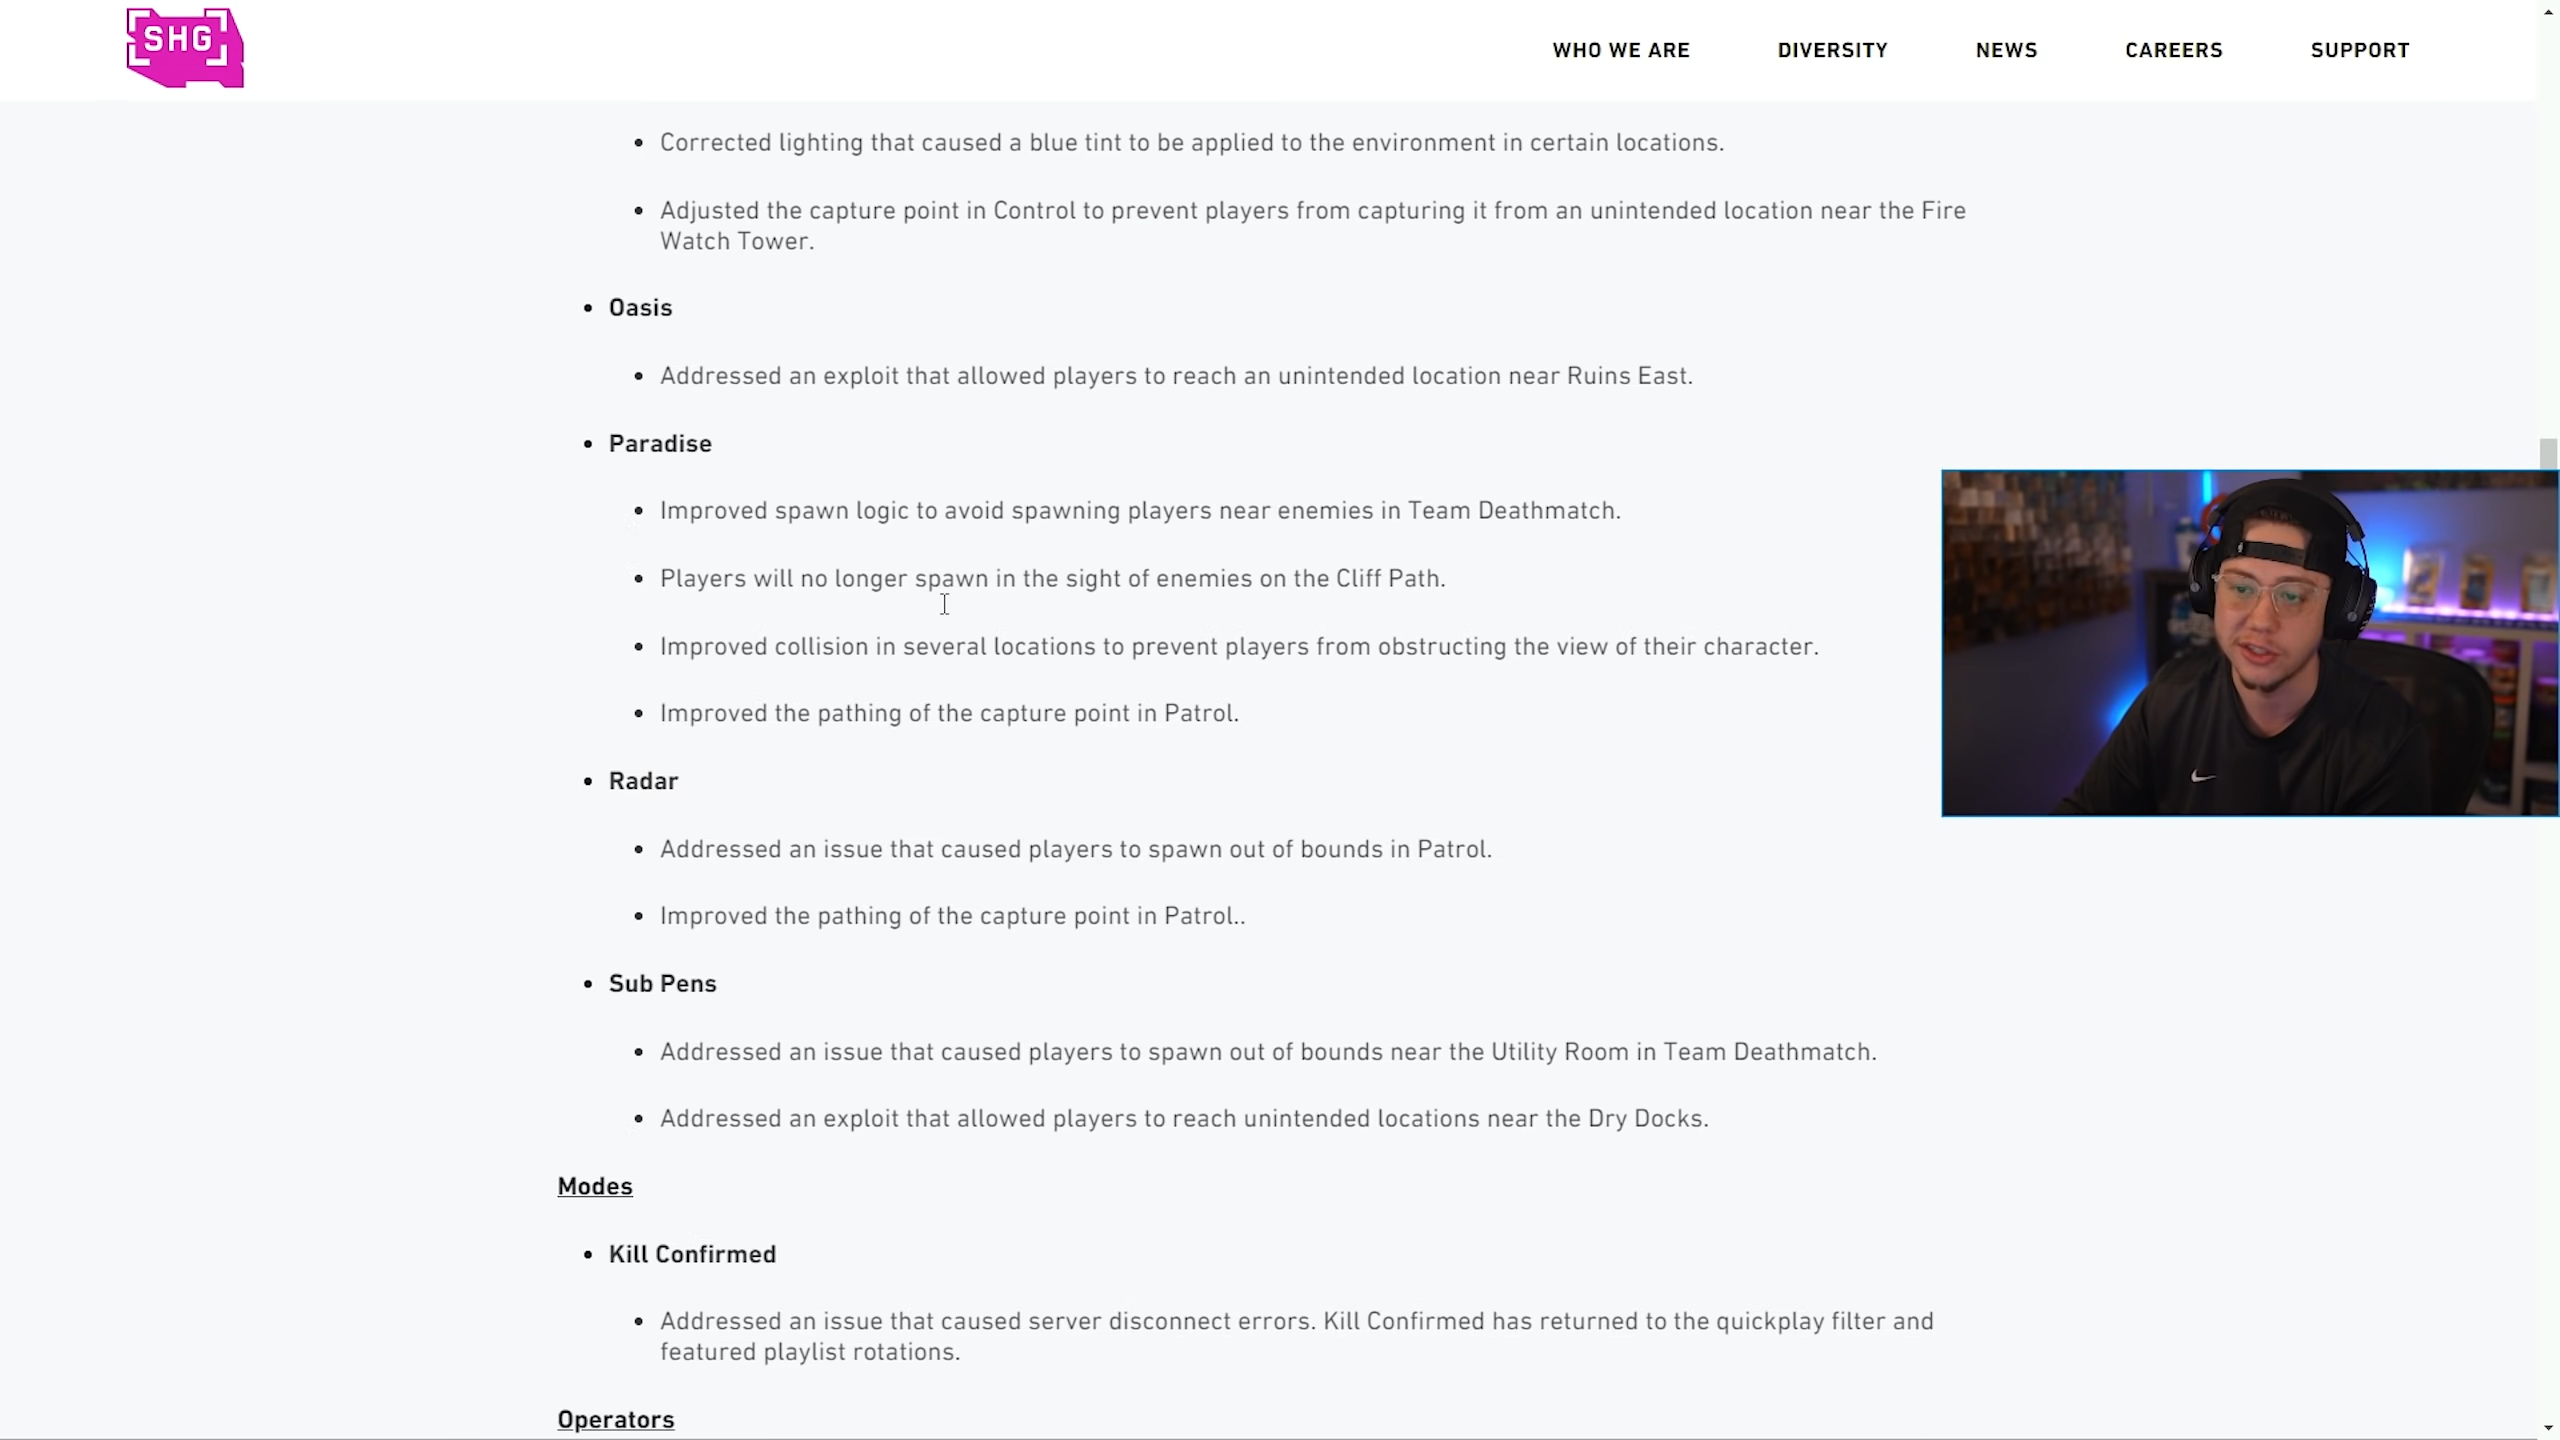 SHG
WHO WE ARE
DIVERSITY
NEWS
CAREERS
SUPPORT
Corrected lighting that caused a blue tint to be applied to the environment in certain locations.
Adjusted the capture point in Control to prevent players from capturing it from an unintended location near the Fire
Watch Tower.
Oasis
Addressed an exploit that allowed players to reach an unintended location near Ruins East.
Paradise
Improved spawn logic to avoid spawning players near enemies in Team Deathmatch.
Players will no longer spawn in the sight of enemies on the Cliff Path.
Improved collision in several locations to prevent players from obstructing the view of their character.
Improved the pathing of the capture point in Patrol.
Radar
Addressed an issue that caused players to spawn out of bounds in Patrol.
Improved the pathing of the capture point in Patrol..
Sub Pens
Addressed an issue that caused players to spawn out of bounds near the Utility Room in Team Deathmatch.
Addressed an exploit that allowed players to reach unintended locations near the Dry Docks.
Modes
Kill Confirmed
Addressed an issue that caused server disconnect errors. Kill Confirmed has returned to the quickplay filter and
featured playlist rotations.
Operators